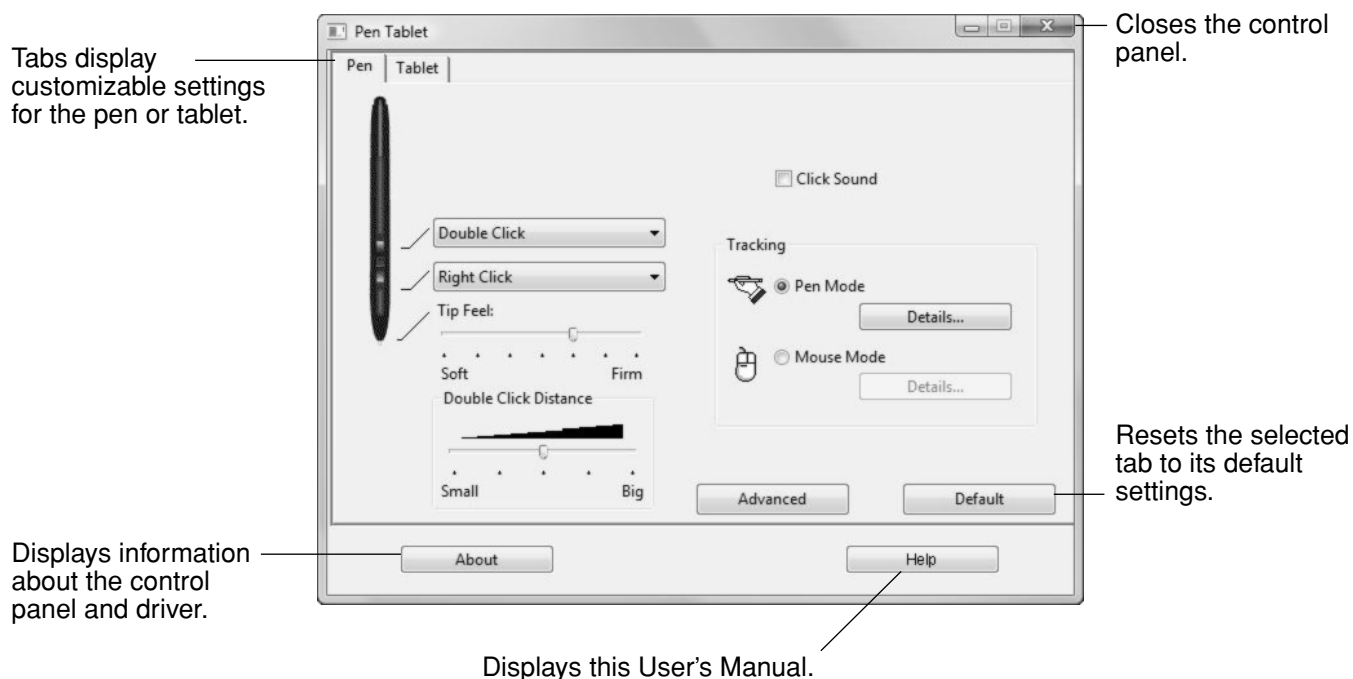 Pen Tablet
Closes the control
panel.
Tabs display
customizable settings
for the pen or tablet.
Pen
Tablet
Click Sound
Double Click
Right Click
Tip Feel:
Soft
Firm
Double Click Distance
Small
Big
Tracking
Pen Mode
Details...
Mouse Mode
Details...
Advanced
Default
Resets the selected
tab to its default
settings.
Displays information
about the control
panel and driver.
About
Help
Displays this User's Manual.